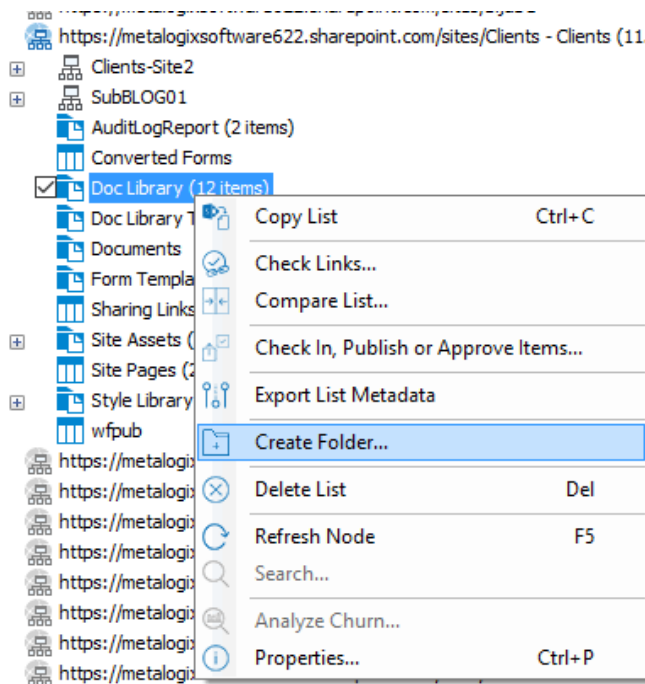 https://metalogixsoftware622.sharepoint.com/sites/Clients - Clients (11
Clients-Site2
SubBLOG01
AuditLogReport (2 items)
Converted Forms
Doc Library (12 items)
Doc Library
Documents
Form Templa
Sharing Links
Site Assets (
Site Pages (2
Style Library
wfpub
https://metalogix
https://metalogix
https://metalogix
https://metalogix
https://metalogix
https://metalogix
https://metalogix
https://metalogix
Copy List Ctrl+C
Check Links...
Compare List...
Check In, Publish or Approve Items...
Export List Metadata
Create Folder...
Delete List Del
Refresh Node F5
Search...
Analyze Churn...
Properties... Ctrl+P